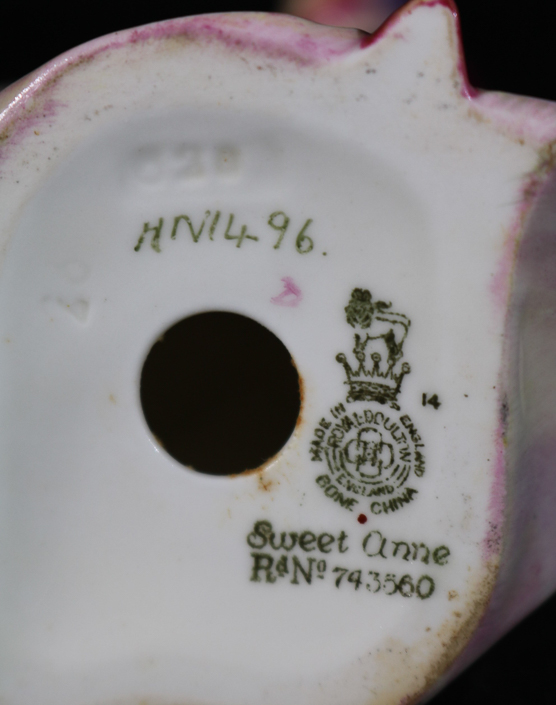 HN1496.
14
MADE IN ENGLAND
ROYAL DOULTON
ENGLAND
BONE CHINA
Sweet Anne
Rd No 743560